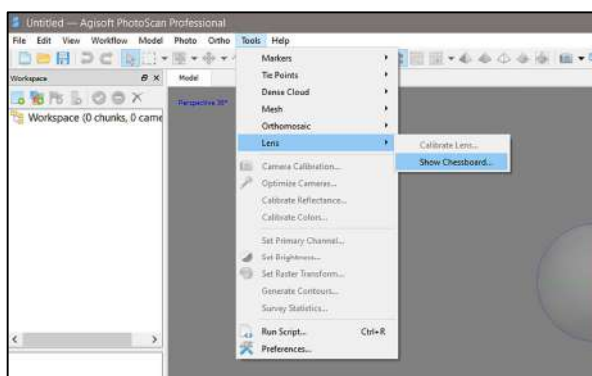 Untitled — Agisoft PhotoScan Professional
File Edit View Workflow Model Photo Ortho Tools Help
Workspace
Model
Perspective 30°
Workspace (0 chunks, 0 came
Markers
Tie Points
Dense Cloud
Mesh
Orthomosaic
Lens
Calibrate Lens...
Show Chessboard...
Camera Calibration...
Optimize Cameras...
Calibrate Reflectance...
Calibrate Colors...
Set Primary Channel...
Set Brightness...
Set Raster Transform...
Generate Contours...
Survey Statistics...
Run Script... Ctrl+R
Preferences...